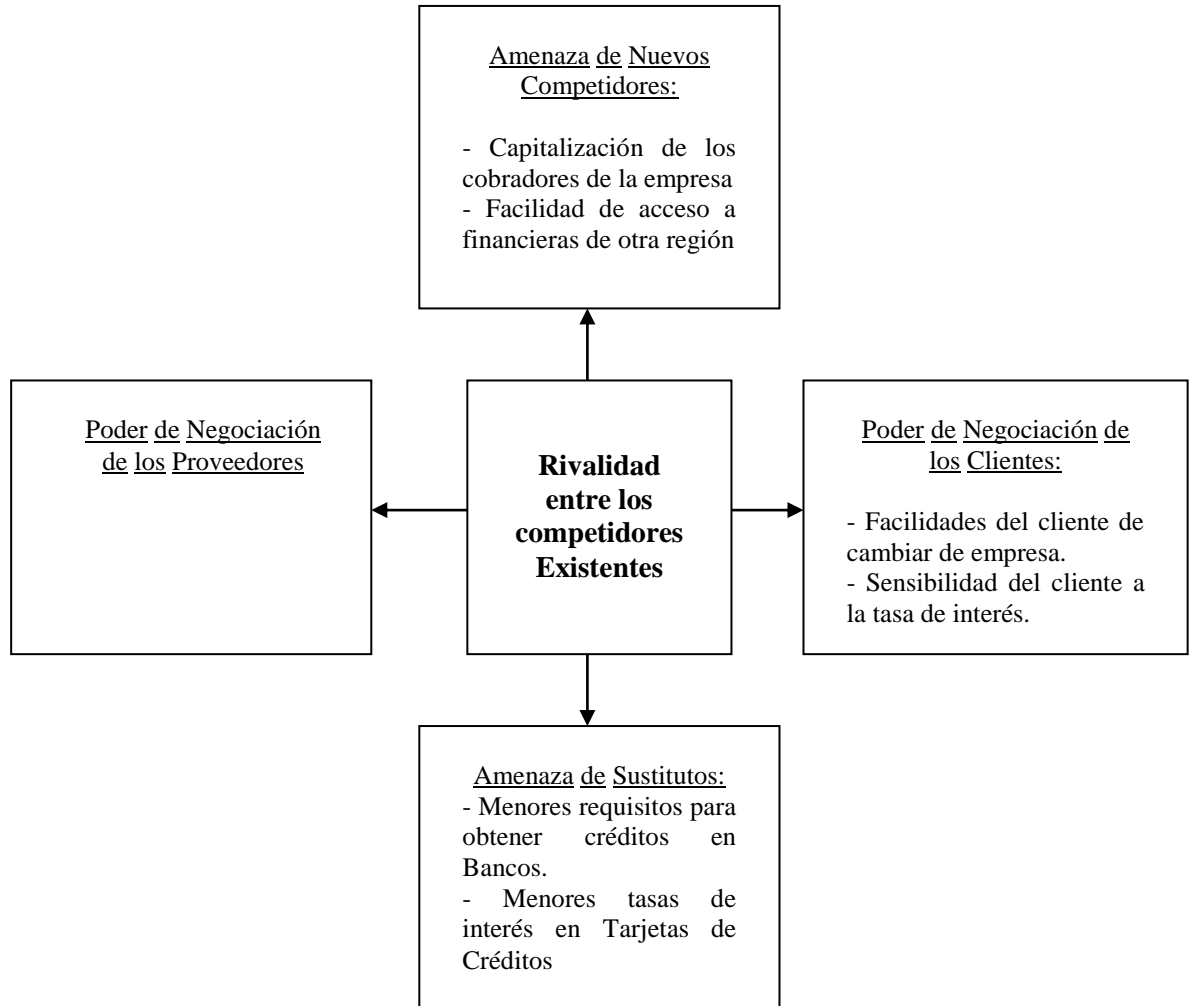 Amenaza de Nuevos
Competidores:
- Capitalización de los
cobradores de la empresa
- Facilidad de acceso a
financieras de otra región
Poder de Negociación
de los Proveedores
Rivalidad
entre los
competidores
Existentes
Poder de Negociación de
los Clientes:
- Facilidades del cliente de
cambiar de empresa.
- Sensibilidad del cliente a
la tasa de interés.
Amenaza de Sustitutos:
- Menores requisitos para
obtener créditos en
Bancos.
- Menores tasas de
interés en Tarjetas de
Créditos